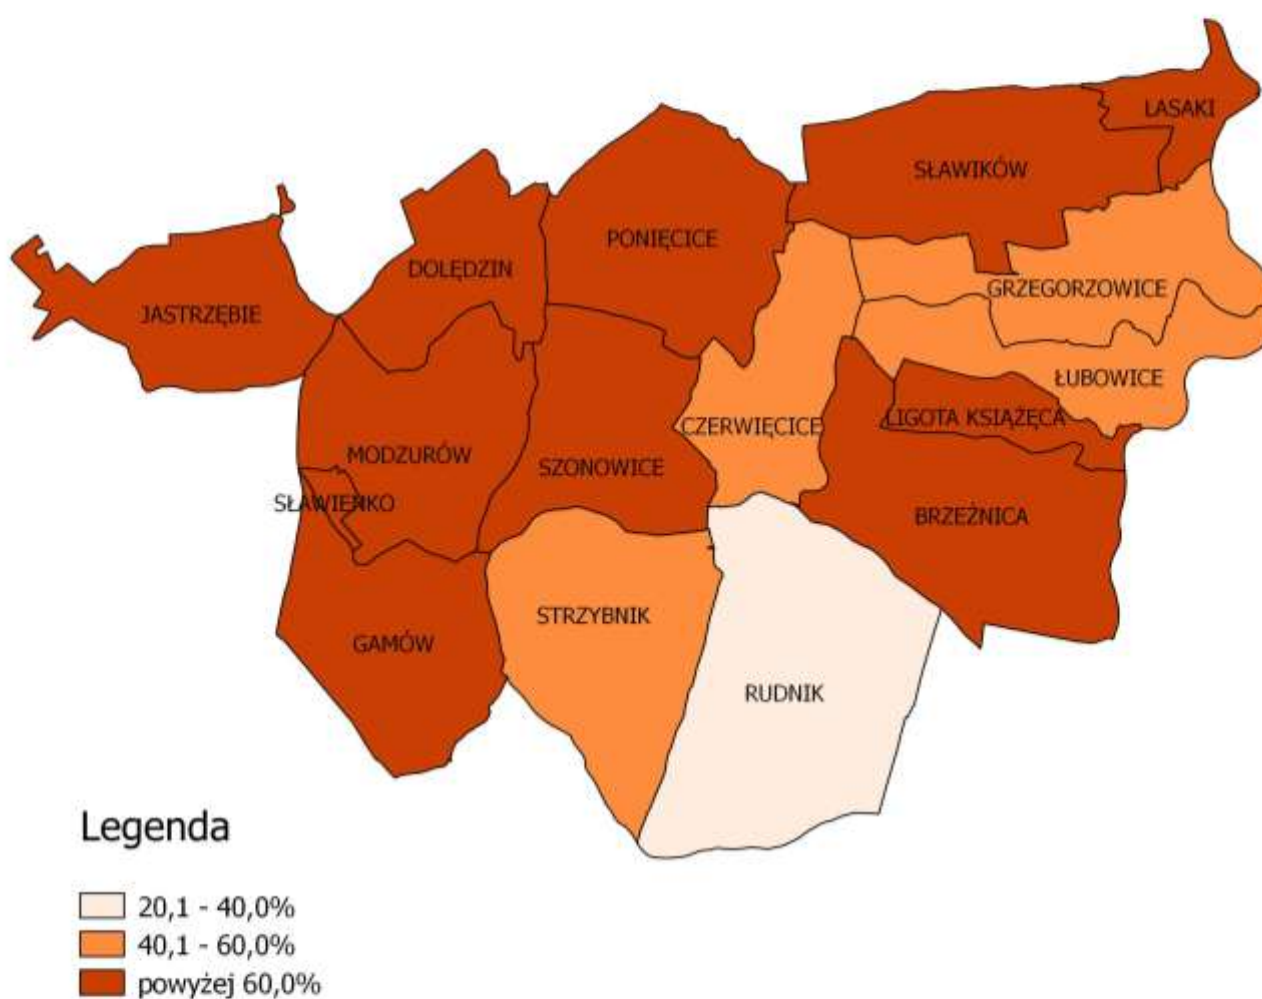 LASAKI
SŁAWIKÓW
PONIĘCICE
DOLĘDZIN
GRZEGORZOWICE
JASTRZĘBIE
ŁUBOWICE
LIGOTA KSIĄŻĘCA
CZERWIĘCICE
MODZURÓW
SZONOWICE
SŁAWIENKO
BRZEŹNICA
STRZYBNIK
GAMÓW
RUDNIK
Legenda
20,1 - 40,0%
40,1 - 60,0%
powyżej 60,0%